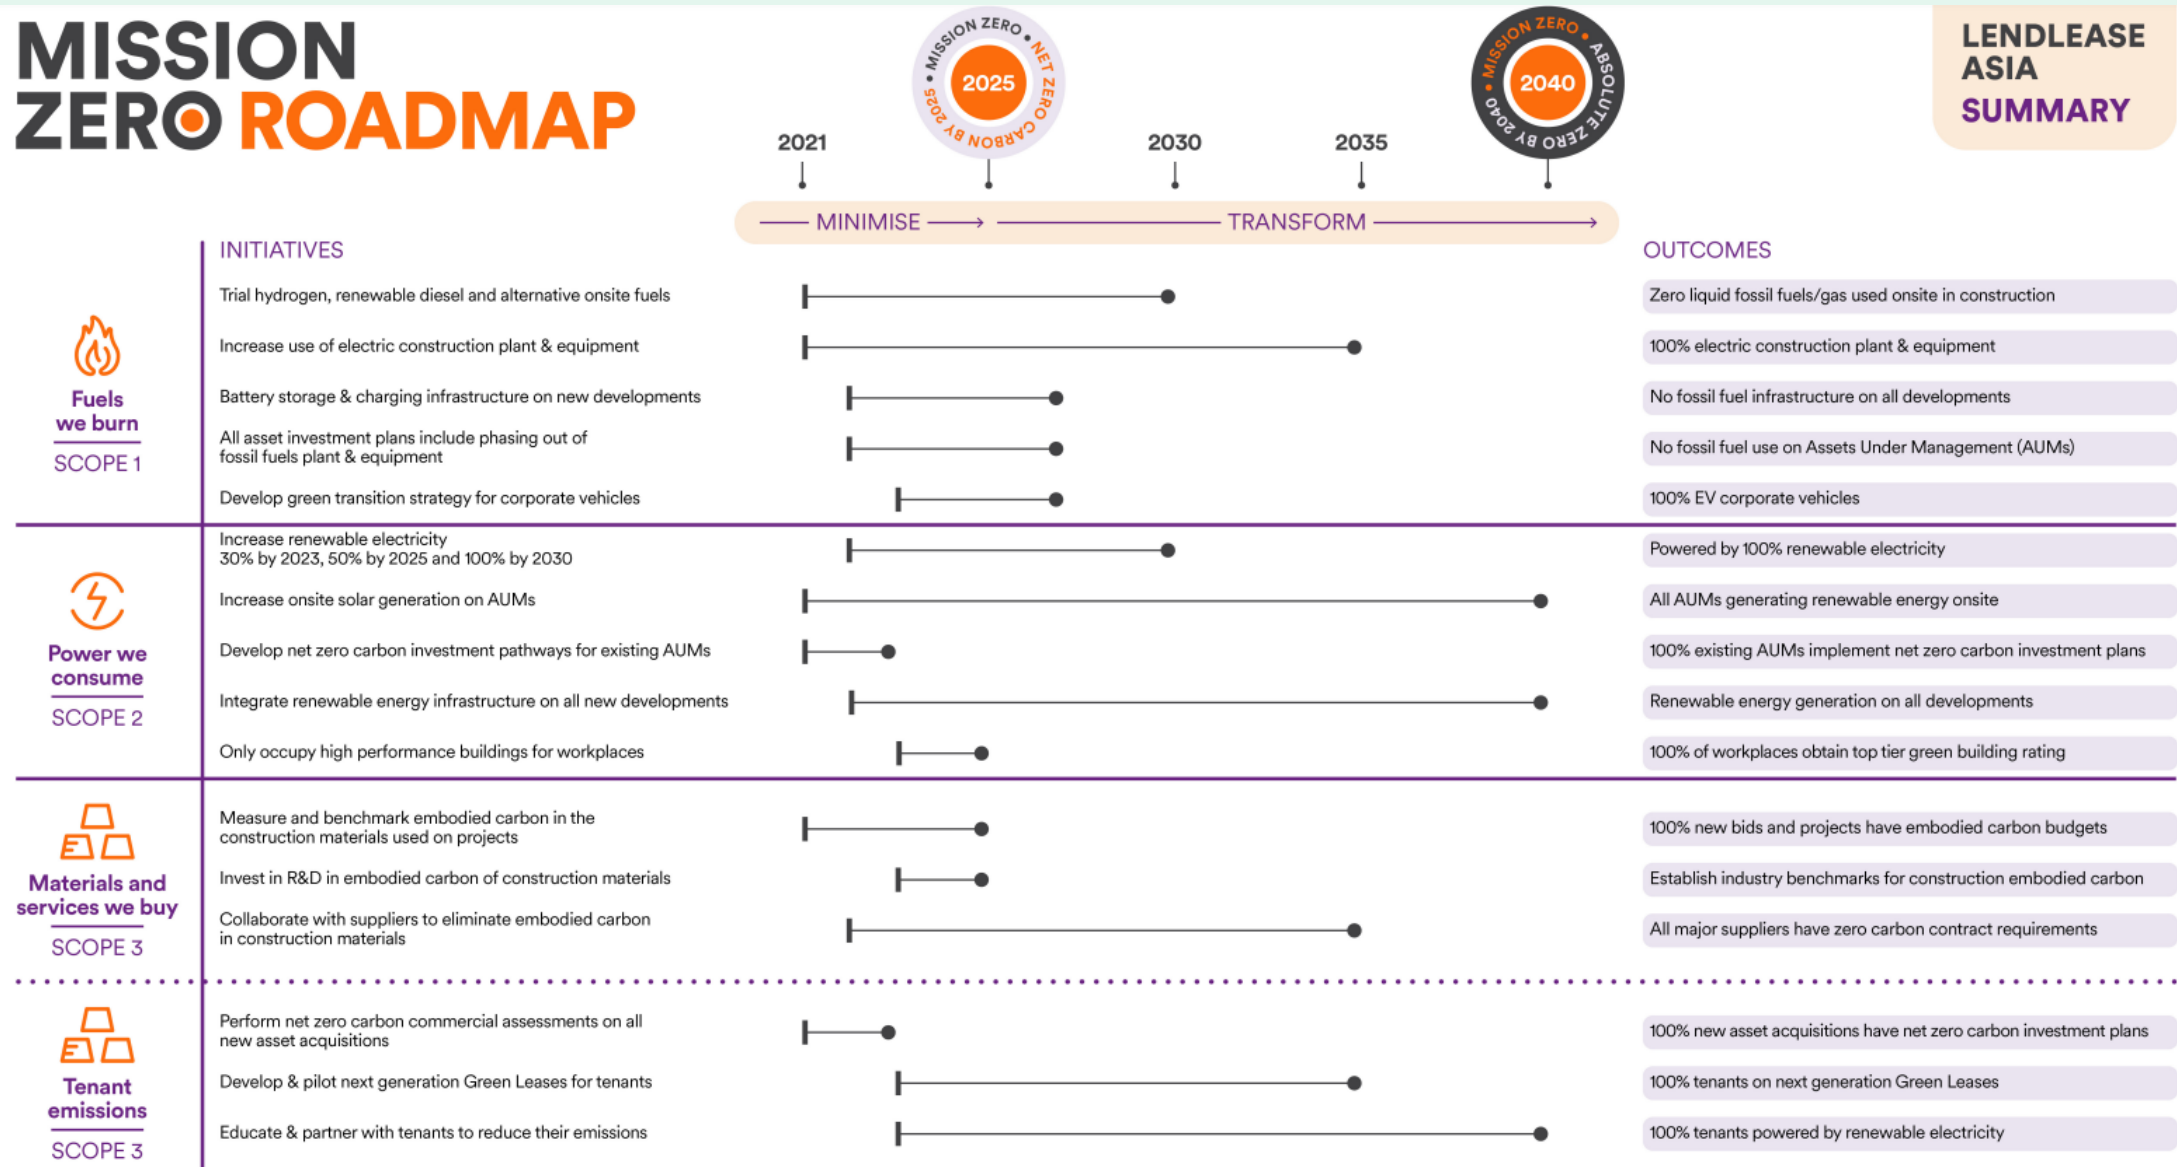 MISSION
ZERO ROADMAP
MISSION ZERO • NET ZERO CARBON BY 2025 •
2025
MISSION ZERO • ABSOLUTE ZERO BY 2040 •
2040
LENDLEASE
ASIA
SUMMARY
2021
2030
2035
MINIMISE
TRANSFORM
INITIATIVES
OUTCOMES
Fuels
we burn
SCOPE 1
Trial hydrogen, renewable diesel and alternative onsite fuels
Zero liquid fossil fuels/gas used onsite in construction
Increase use of electric construction plant & equipment
100% electric construction plant & equipment
Battery storage & charging infrastructure on new developments
No fossil fuel infrastructure on all developments
All asset investment plans include phasing out of
fossil fuels plant & equipment
No fossil fuel use on Assets Under Management (AUMs)
Develop green transition strategy for corporate vehicles
100% EV corporate vehicles
Power we
consume
SCOPE 2
Increase renewable electricity
30% by 2023, 50% by 2025 and 100% by 2030
Powered by 100% renewable electricity
Increase onsite solar generation on AUMs
All AUMs generating renewable energy onsite
Develop net zero carbon investment pathways for existing AUMs
100% existing AUMs implement net zero carbon investment plans
Integrate renewable energy infrastructure on all new developments
Renewable energy generation on all developments
Only occupy high performance buildings for workplaces
100% of workplaces obtain top tier green building rating
Materials and
services we buy
SCOPE 3
Measure and benchmark embodied carbon in the
construction materials used on projects
100% new bids and projects have embodied carbon budgets
Invest in R&D in embodied carbon of construction materials
Establish industry benchmarks for construction embodied carbon
Collaborate with suppliers to eliminate embodied carbon
in construction materials
All major suppliers have zero carbon contract requirements
Tenant
emissions
SCOPE 3
Perform net zero carbon commercial assessments on all
new asset acquisitions
100% new asset acquisitions have net zero carbon investment plans
Develop & pilot next generation Green Leases for tenants
100% tenants on next generation Green Leases
Educate & partner with tenants to reduce their emissions
100% tenants powered by renewable electricity